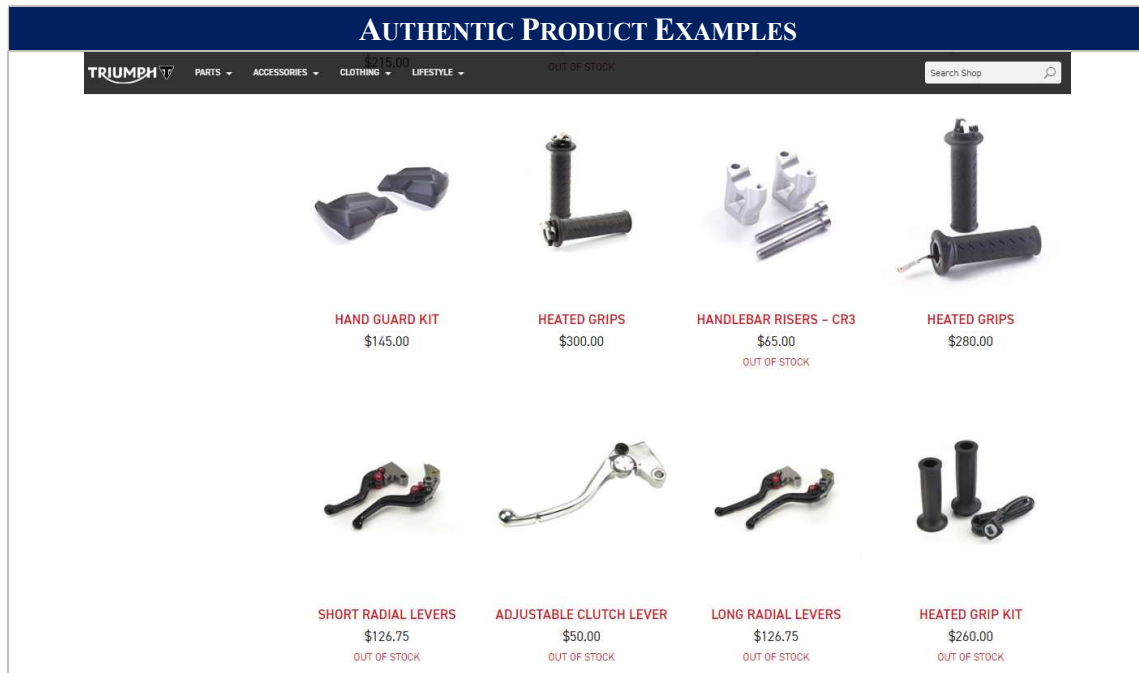 AUTHENTIC PRODUCT EXAMPLES
$215.00 OUT OF STOCK
TRIUMPH T PARTS ACCESSORIES CLOTHING LIFESTYLE Search Shop
HAND GUARD KIT HEATED GRIPS HANDLEBAR RISERS – CR3 HEATED GRIPS
$145.00 $300.00 $65.00 $280.00
OUT OF STOCK
SHORT RADIAL LEVERS ADJUSTABLE CLUTCH LEVER LONG RADIAL LEVERS HEATED GRIP KIT
$126.75 $50.00 $126.75 $260.00
OUT OF STOCK OUT OF STOCK OUT OF STOCK OUT OF STOCK